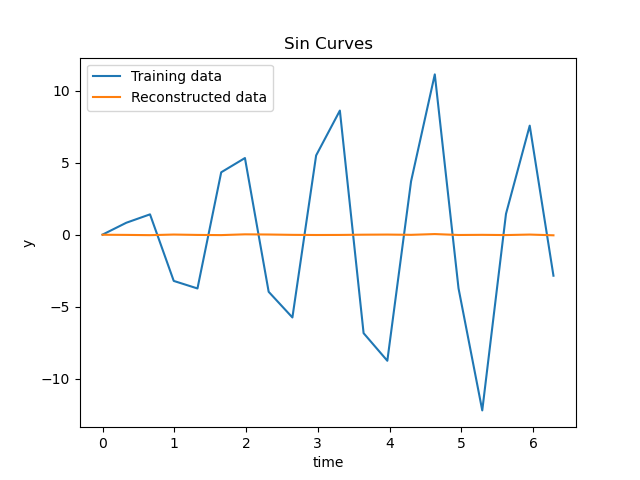 Sin Curves
Training data
Reconstructed data
10
5
0
−5
−10
y
0 1 2 3 4 5 6
time